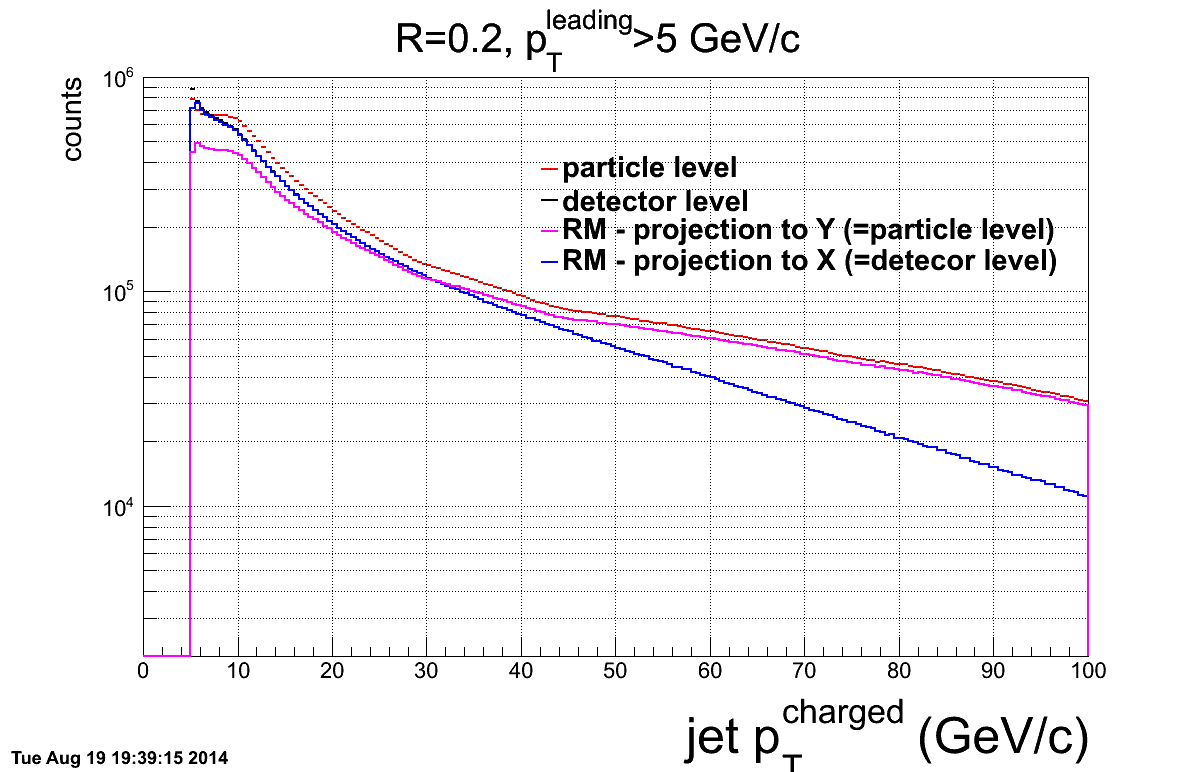 R=0.2, p_T^leading>5 GeV/c
counts
10^6
10^5
10^4
particle level
detector level
RM - projection to Y (=particle level)
RM - projection to X (=detecor level)
0 10 20 30 40 50 60 70 80 90 100
jet p_T^charged (GeV/c)
Tue Aug 19 19:39:15 2014